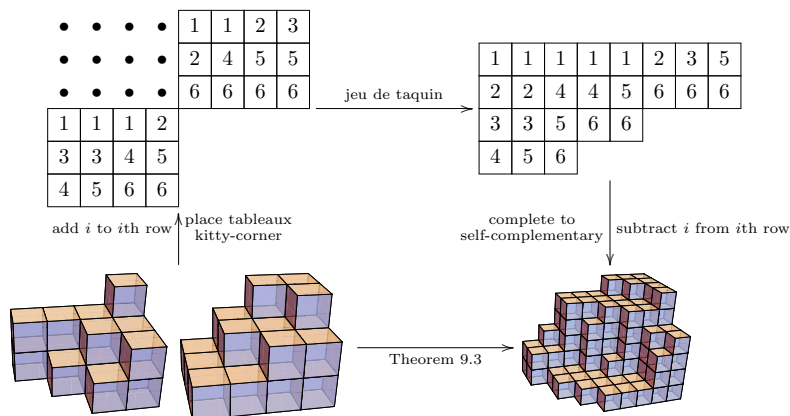 1 1 2 3
2 4 5 5
6 6 6 6
1 1 1 2
3 3 4 5
4 5 6 6
jeu de taquin
1 1 1 1 1 2 3 5
2 2 4 4 5 6 6 6
3 3 5 6 6
4 5 6
add i to ith row
place tableaux
kitty-corner
complete to
self-complementary
subtract i from ith row
Theorem 9.3